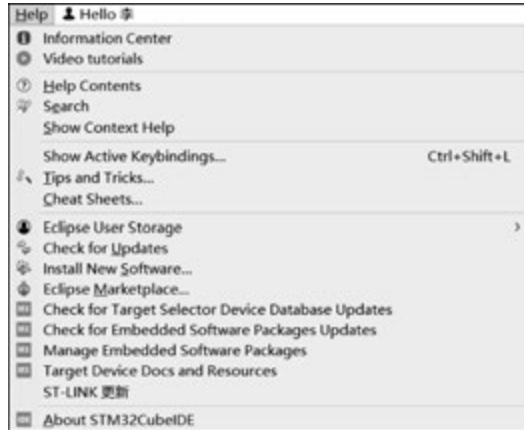 Help Hello 李
Information Center
Video tutorials
Help Contents
Search
Show Context Help
Show Active Keybindings... Ctrl+Shift+L
Tips and Tricks...
Cheat Sheets...
Eclipse User Storage
Check for Updates
Install New Software...
Eclipse Marketplace...
Check for Target Selector Device Database Updates
Check for Embedded Software Packages Updates
Manage Embedded Software Packages
Target Device Docs and Resources
ST-LINK 更新
About STM32CubeIDE